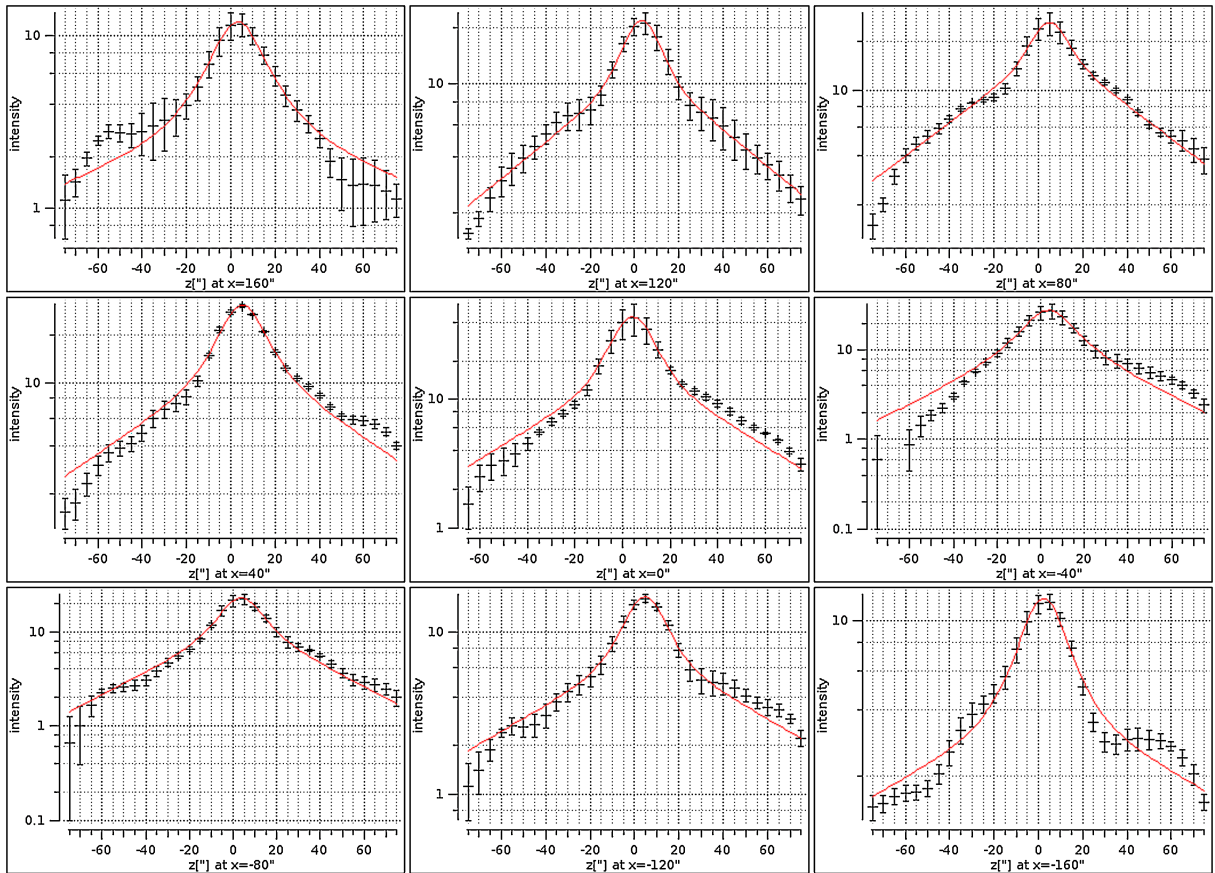 10
1
intensity
-60 -40 -20 0 20 40 60
z["] at x=160"
10
intensity
-60 -40 -20 0 20 40 60
z["] at x=120"
10
intensity
-60 -40 -20 0 20 40 60
z["] at x=80"
10
intensity
-60 -40 -20 0 20 40 60
z["] at x=40"
10
1
intensity
-60 -40 -20 0 20 40 60
z["] at x=0"
10
1
0.1
intensity
-60 -40 -20 0 20 40 60
z["] at x=-40"
10
1
0.1
intensity
-60 -40 -20 0 20 40 60
z["] at x=-80"
10
1
intensity
-60 -40 -20 0 20 40 60
z["] at x=-120"
10
intensity
-60 -40 -20 0 20 40 60
z["] at x=-160"